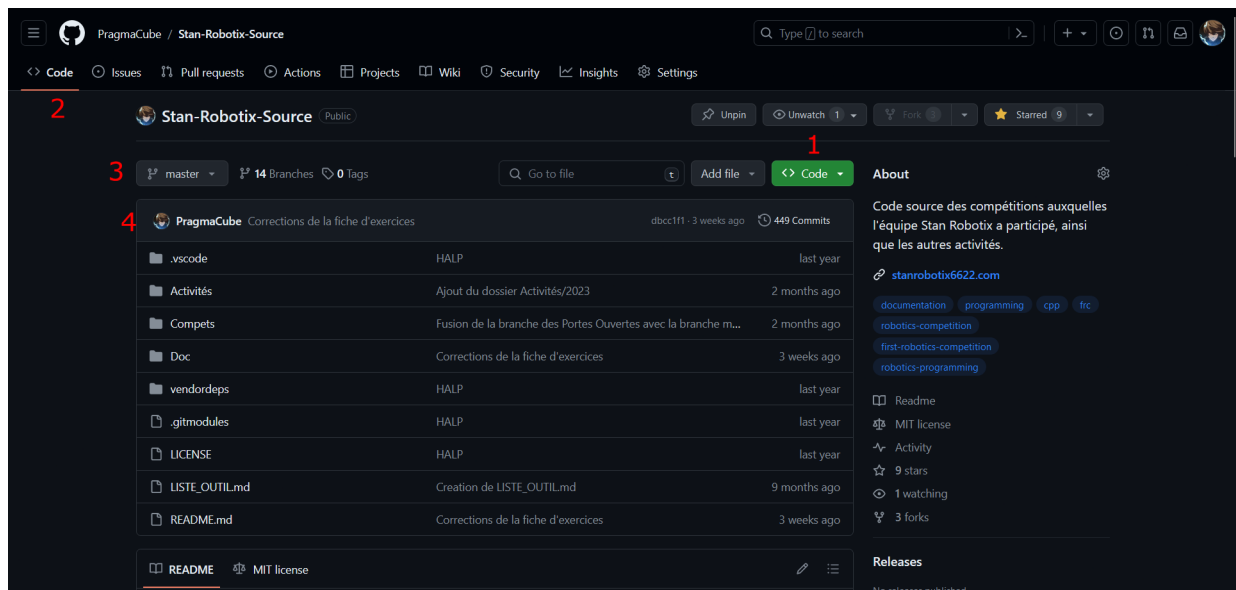 PragmaCube / Stan-Robotix-Source
Type / to search
Code Issues Pull requests Actions Projects Wiki Security Insights Settings
2
Stan-Robotix-Source Public
Unpin Unwatch 1 Fork 3 Starred 9
1
3
master 14 Branches 0 Tags
Go to file t Add file Code
4
PragmaCube Corrections de la fiche d'exercices dbcc1f1 · 3 weeks ago 449 Commits
.vscode HALP last year
Activités Ajout du dossier Activités/2023 2 months ago
Compets Fusion de la branche des Portes Ouvertes avec la branche m... 2 months ago
Doc Corrections de la fiche d'exercices 3 weeks ago
vendordeps HALP last year
.gitmodules HALP last year
LICENSE HALP last year
LISTE_OUTIL.md Creation de LISTE_OUTIL.md 9 months ago
README.md Corrections de la fiche d'exercices 3 weeks ago
README MIT license
About
Code source des compétitions auxquelles
l'équipe Stan Robotix a participé, ainsi
que les autres activités.
stanrobotix6622.com
documentation programming cpp frc
robotics-competition
first-robotics-competition
robotics-programming
Readme
MIT license
Activity
9 stars
1 watching
3 forks
Releases
No releases published